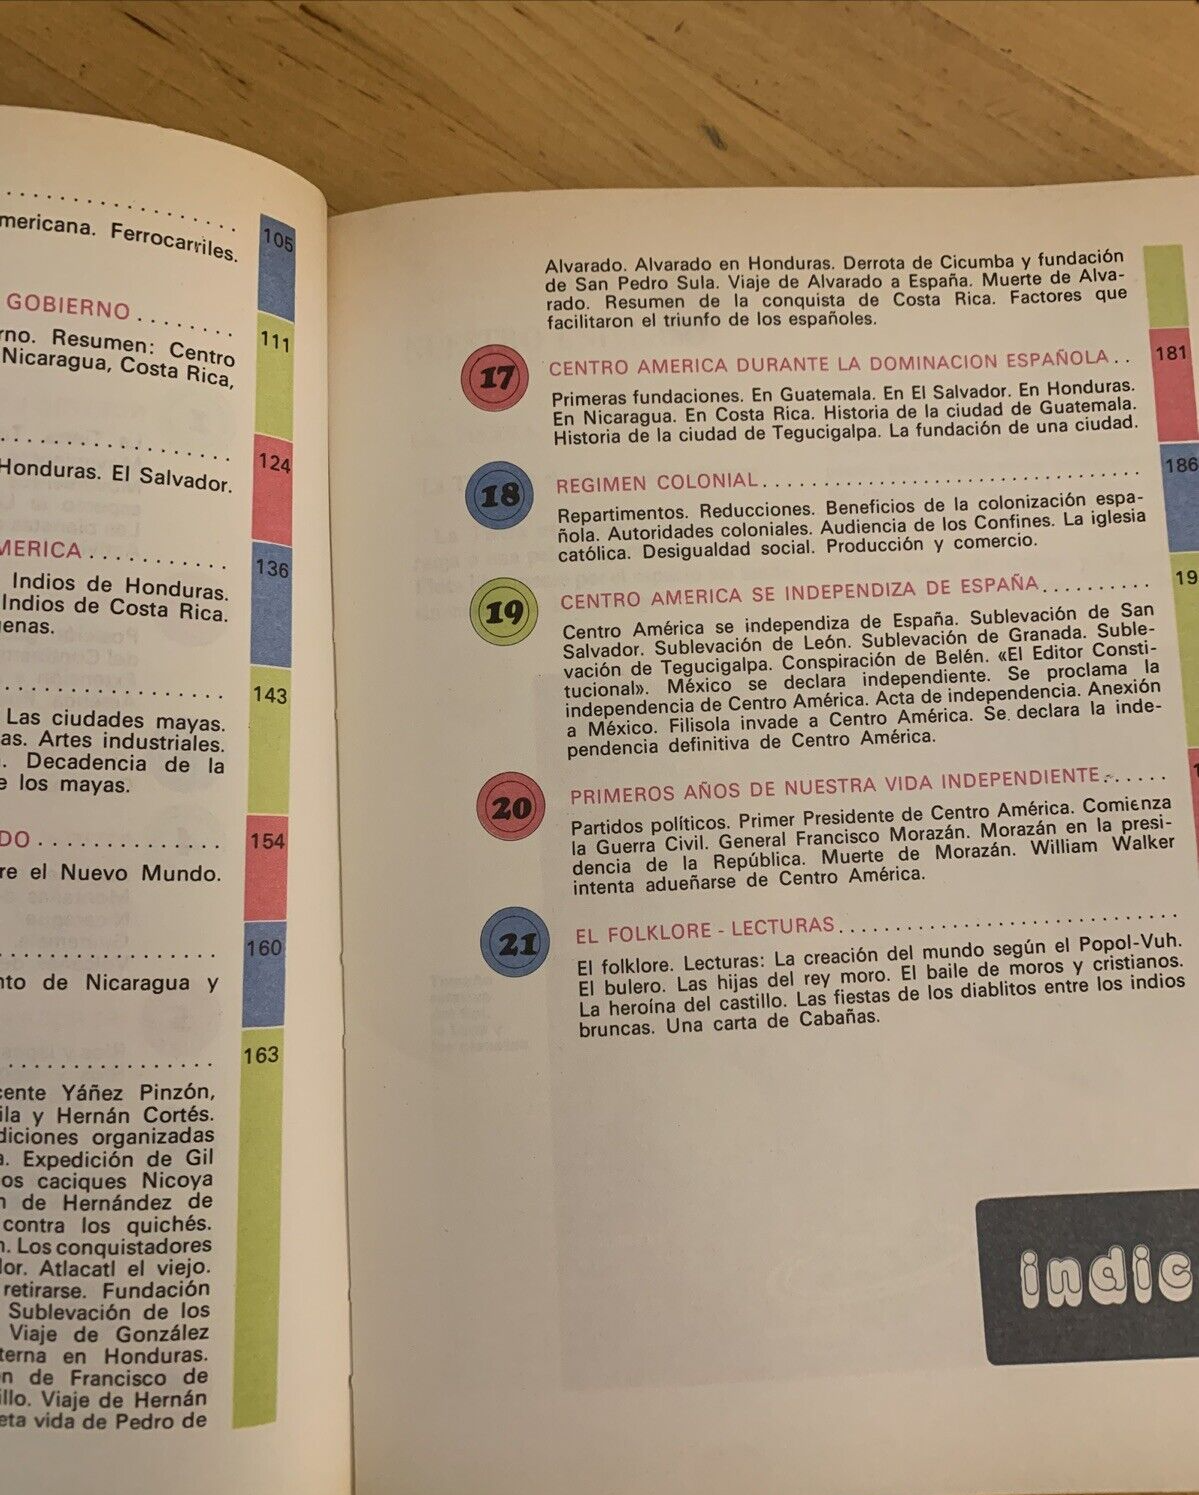 mericana. Ferrocarriles.
105
GOBIERNO
111
rno. Resumen: Centro
Nicaragua, Costa Rica,
124
Honduras. El Salvador.
MERICA
136
Indios de Honduras.
Indios de Costa Rica.
enas.
143
Las ciudades mayas.
as. Artes industriales.
Decadencia de la
e los mayas.
DO
154
re el Nuevo Mundo.
160
nto de Nicaragua y
163
cente Yáñez Pinzón,
ila y Hernán Cortés.
diciones organizadas
a. Expedición de Gil
os caciques Nicoya
n de Hernández de
contra los quichés.
n. Los conquistadores
or. Atlacatl el viejo.
retirarse. Fundación
Sublevación de los
Viaje de González
terna en Honduras.
n de Francisco de
illo. Viaje de Hernán
eta vida de Pedro de
Alvarado. Alvarado en Honduras. Derrota de Cicumba y fundación
de San Pedro Sula. Viaje de Alvarado a España. Muerte de Alva-
rado. Resumen de la conquista de Costa Rica. Factores que
facilitaron el triunfo de los españoles.
17 CENTRO AMERICA DURANTE LA DOMINACION ESPAÑOLA . . 181
Primeras fundaciones. En Guatemala. En El Salvador. En Honduras.
En Nicaragua. En Costa Rica. Historia de la ciudad de Guatemala.
Historia de la ciudad de Tegucigalpa. La fundación de una ciudad.
18 REGIMEN COLONIAL 186
Repartimentos. Reducciones. Beneficios de la colonización espa-
ñola. Autoridades coloniales. Audiencia de los Confines. La iglesia
católica. Desigualdad social. Producción y comercio.
19 CENTRO AMERICA SE INDEPENDIZA DE ESPAÑA 19
Centro América se independiza de España. Sublevación de San
Salvador. Sublevación de León. Sublevación de Granada. Suble-
vación de Tegucigalpa. Conspiración de Belén. «El Editor Consti-
tucional». México se declara independiente. Se proclama la
independencia de Centro América. Acta de independencia. Anexión
a México. Filisola invade a Centro América. Se declara la inde-
pendencia definitiva de Centro América.
20 PRIMEROS AÑOS DE NUESTRA VIDA INDEPENDIENTE
Partidos políticos. Primer Presidente de Centro América. Comienza
la Guerra Civil. General Francisco Morazán. Morazán en la presi-
dencia de la República. Muerte de Morazán. William Walker
intenta adueñarse de Centro América.
21 EL FOLKLORE - LECTURAS
El folklore. Lecturas: La creación del mundo según el Popol-Vuh.
El bulero. Las hijas del rey moro. El baile de moros y cristianos.
La heroína del castillo. Las fiestas de los diablitos entre los indios
bruncas. Una carta de Cabañas.
indic